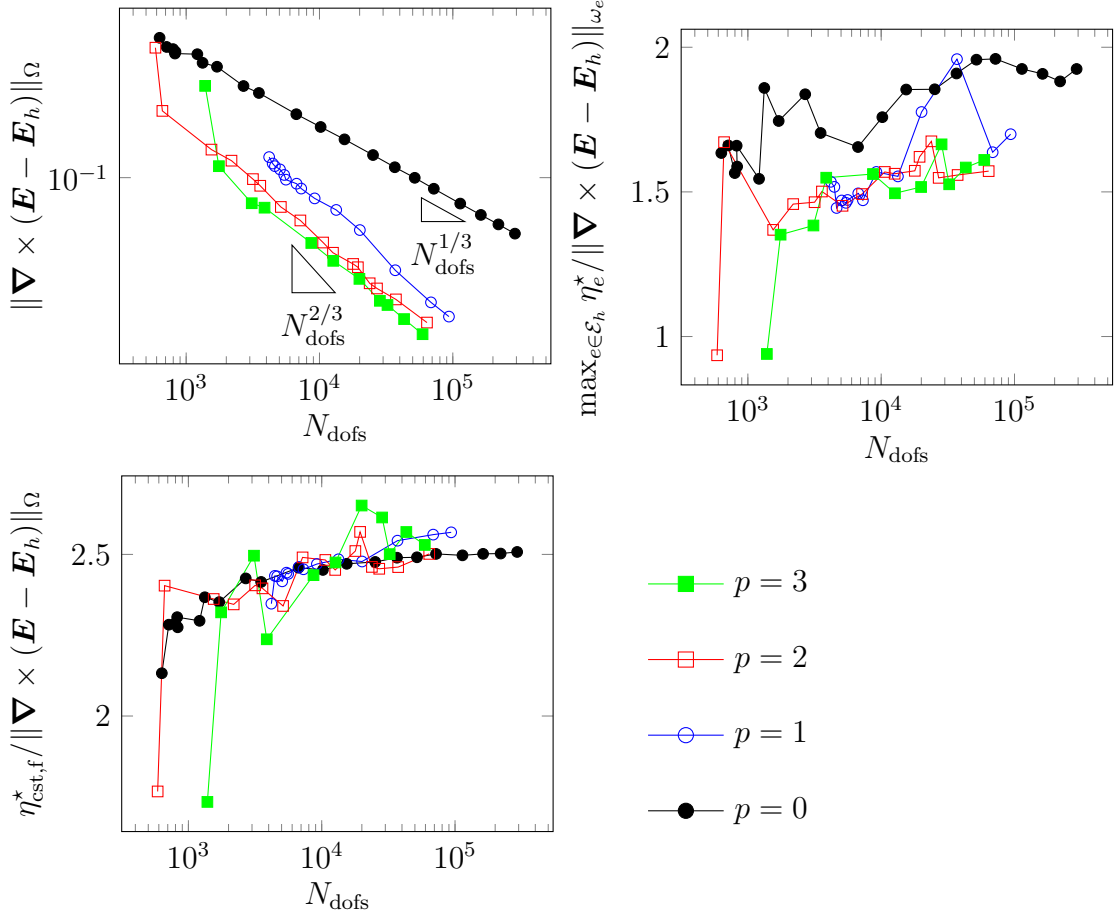 ‖∇ × (E − E_h)‖_Ω
10^{−1}
N_dofs^{1/3}
N_dofs^{2/3}
10^3 10^4 10^5
N_dofs
max_{e∈ℰ_h} η_e^⋆/‖∇ × (E − E_h)‖_{ω_e}
2
1.5
1
10^3 10^4 10^5
N_dofs
η_{cst,f}^⋆/‖∇ × (E − E_h)‖_Ω
2.5
2
10^3 10^4 10^5
N_dofs
p = 3
p = 2
p = 1
p = 0